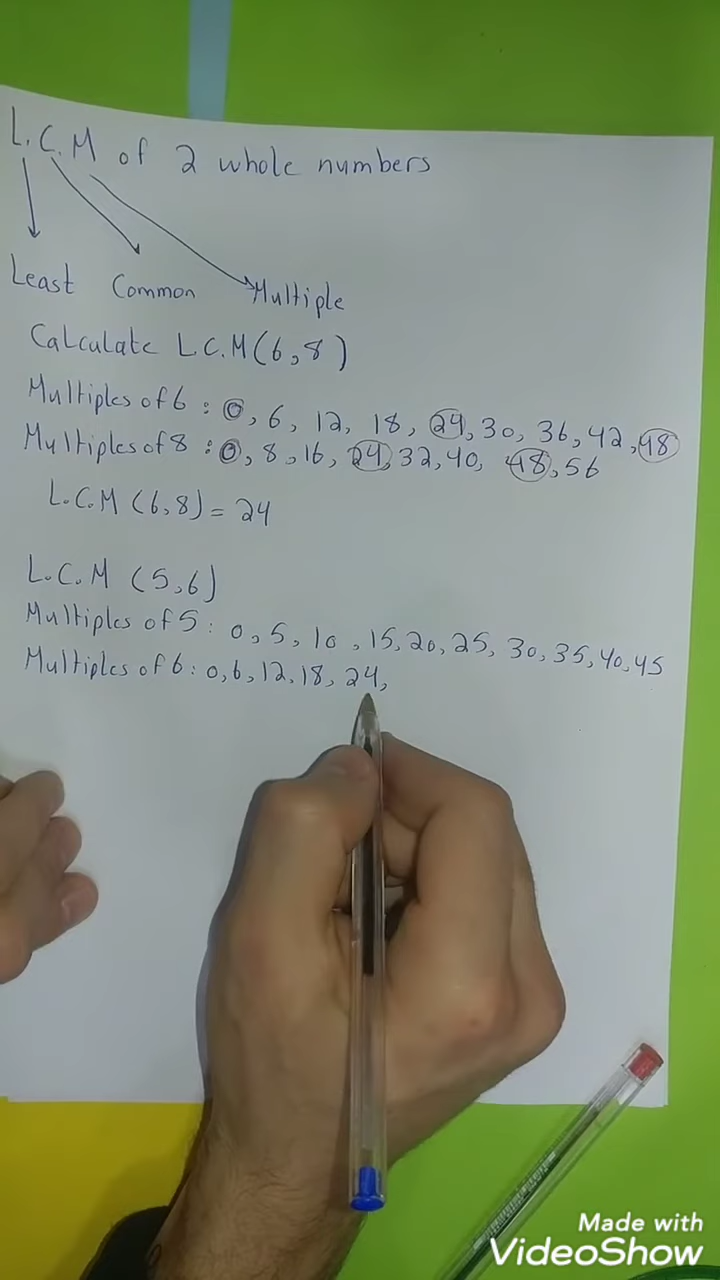 L.C.M of 2 whole numbers
Least Common Multiple
Calculate L.C.M(6,8)
Multiples of 6 : 0, 6, 12, 18, 24, 30, 36, 42, 48
Multiples of 8 : 0, 8, 16, 24, 32, 40, 48, 56
L.C.M (6,8) = 24
L.C.M (5,6)
Multiples of 5 : 0, 5, 10, 15, 20, 25, 30, 35, 40, 45
Multiples of 6 : 0, 6, 12, 18, 24,
Made with
VideoShow